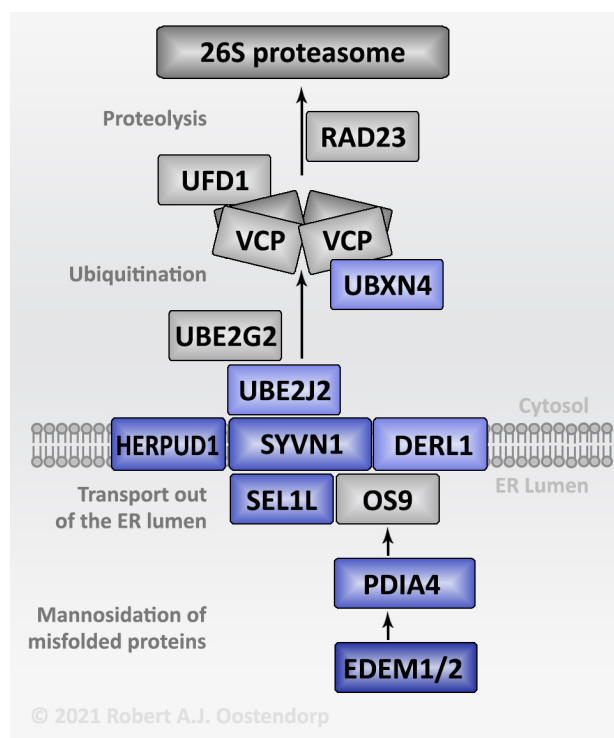 26S proteasome
Proteolysis
RAD23
UFD1
VCP
VCP
Ubiquitination
UBXN4
UBE2G2
UBE2J2
Cytosol
HERPUD1
SYVN1
DERL1
ER Lumen
Transport out
of the ER lumen
SEL1L
OS9
PDIA4
Mannosidation of
misfolded proteins
EDEM1/2
© 2021 Robert A.J. Oostendorp